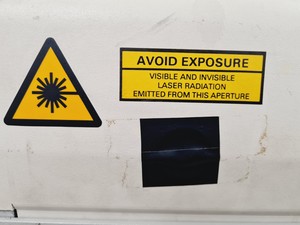 AVOID EXPOSURE
VISIBLE AND INVISIBLE
LASER RADIATION
EMITTED FROM THIS APERTURE